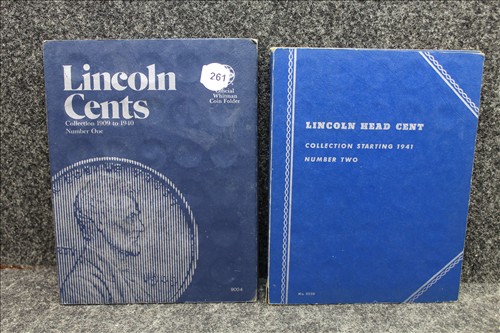 Lincoln
Cents
Collection 1909 to 1940
Number One
261
Official
Whitman
Coin Folder
9004
LINCOLN HEAD CENT
COLLECTION STARTING 1941
NUMBER TWO